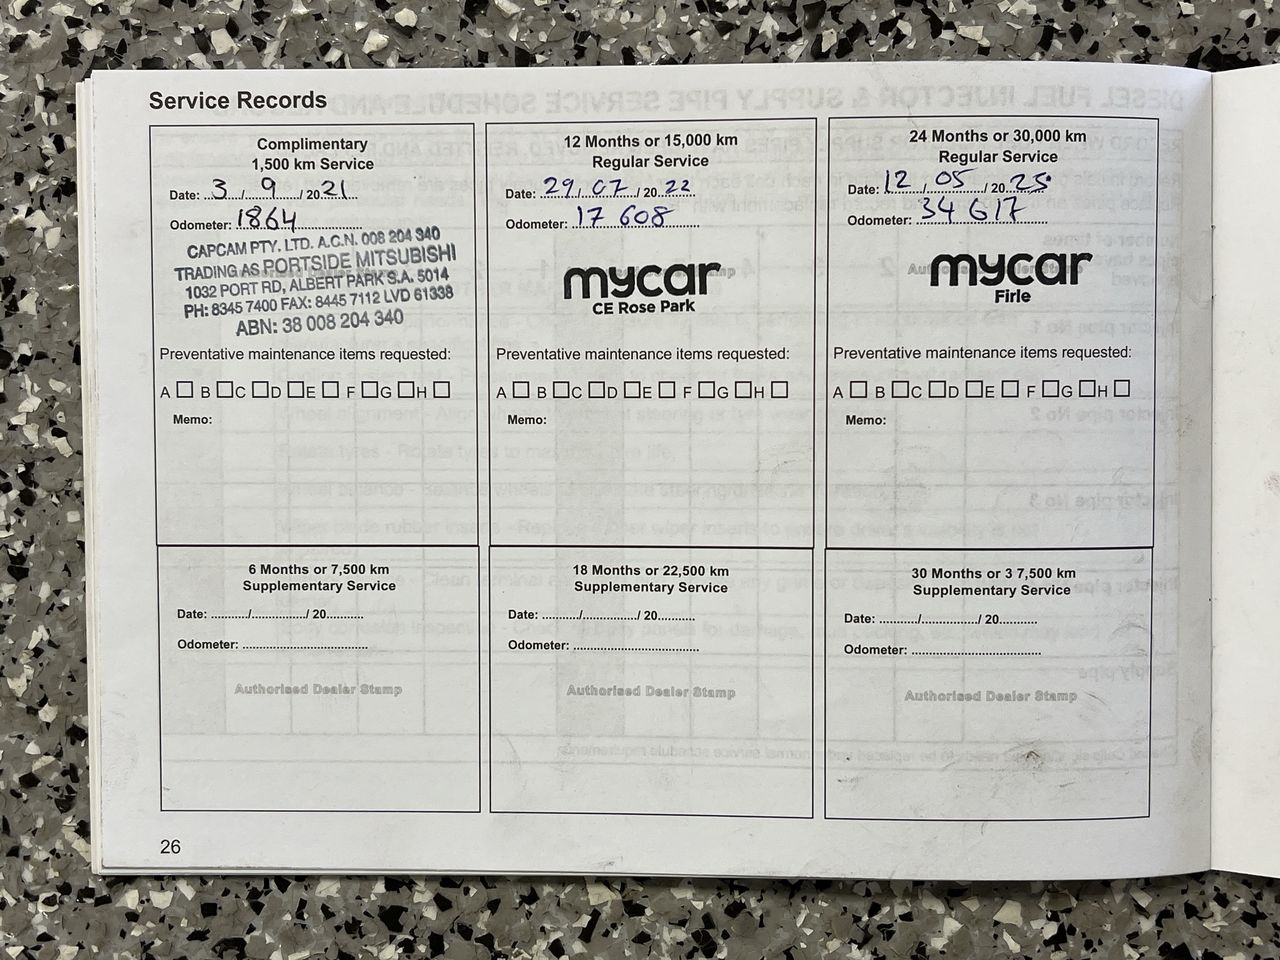 Service Records
Complimentary
1,500 km Service
Date: 3 / 9 / 20 21
Odometer: 1864
CAPCAM PTY. LTD. A.C.N. 008 204 340
TRADING AS PORTSIDE MITSUBISHI
1032 PORT RD, ALBERT PARK S.A. 5014
PH: 8345 7400 FAX: 8445 7112 LVD 61338
ABN: 38 008 204 340
Preventative maintenance items requested:
A □ B □ C □ D □ E □ F □ G □ H □
Memo:
12 Months or 15,000 km
Regular Service
Date: 29 / 07 / 20 22
Odometer: 17 608
mycar
CE Rose Park
Preventative maintenance items requested:
A □ B □ C □ D □ E □ F □ G □ H □
Memo:
24 Months or 30,000 km
Regular Service
Date: 12 / 05 / 20 25
Odometer: 34 617
mycar
Firle
Preventative maintenance items requested:
A □ B □ C □ D □ E □ F □ G □ H □
Memo:
6 Months or 7,500 km
Supplementary Service
Date: ........./................/ 20...........
Odometer: ....................................
Authorised Dealer Stamp
18 Months or 22,500 km
Supplementary Service
Date: ........./................/ 20...........
Odometer: ....................................
Authorised Dealer Stamp
30 Months or 3 7,500 km
Supplementary Service
Date: ........./................/ 20...........
Odometer: .....................................
Authorised Dealer Stamp
26